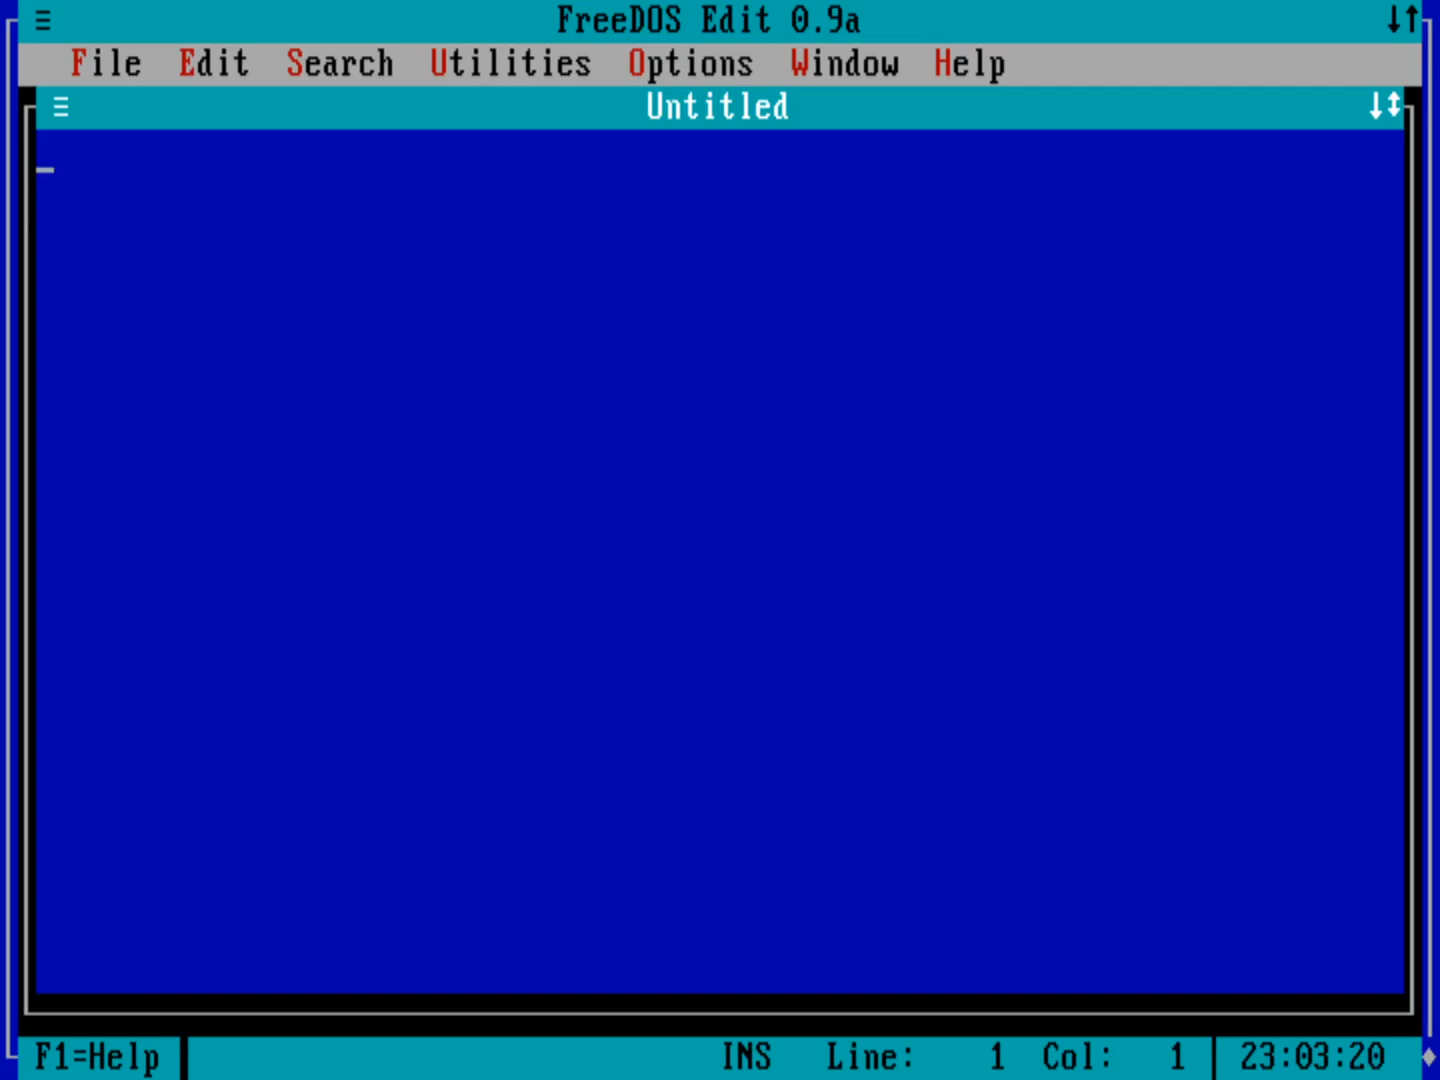 ≡ FreeDOS Edit 0.9a ↓↑
File Edit Search Utilities Options Window Help
≡ Untitled ↓↕
F1=Help INS Line: 1 Col: 1 23:03:20